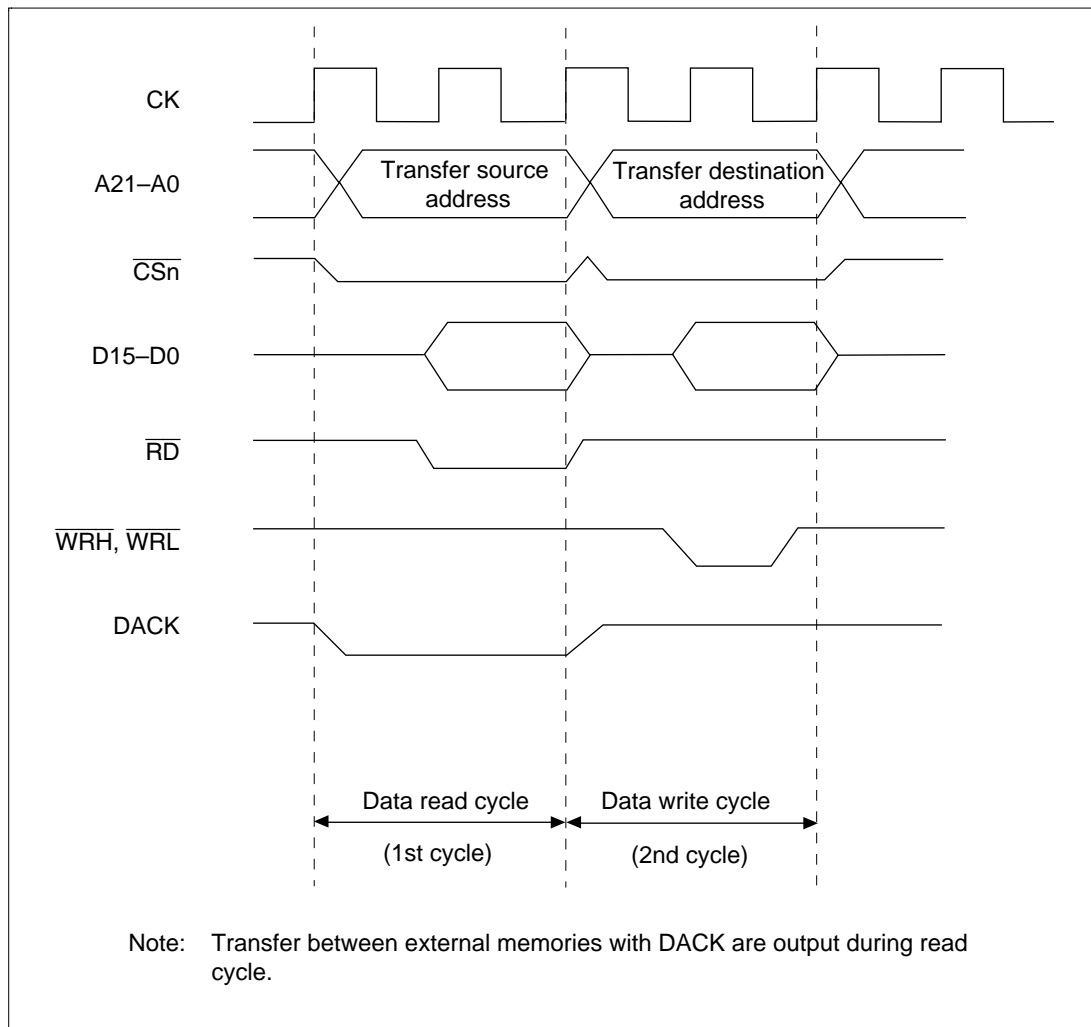 CK
A21–A0
Transfer source
address
Transfer destination
address
CSn
D15–D0
RD
WRH, WRL
DACK
Data read cycle
(1st cycle)
Data write cycle
(2nd cycle)
Note: Transfer between external memories with DACK are output during read
cycle.